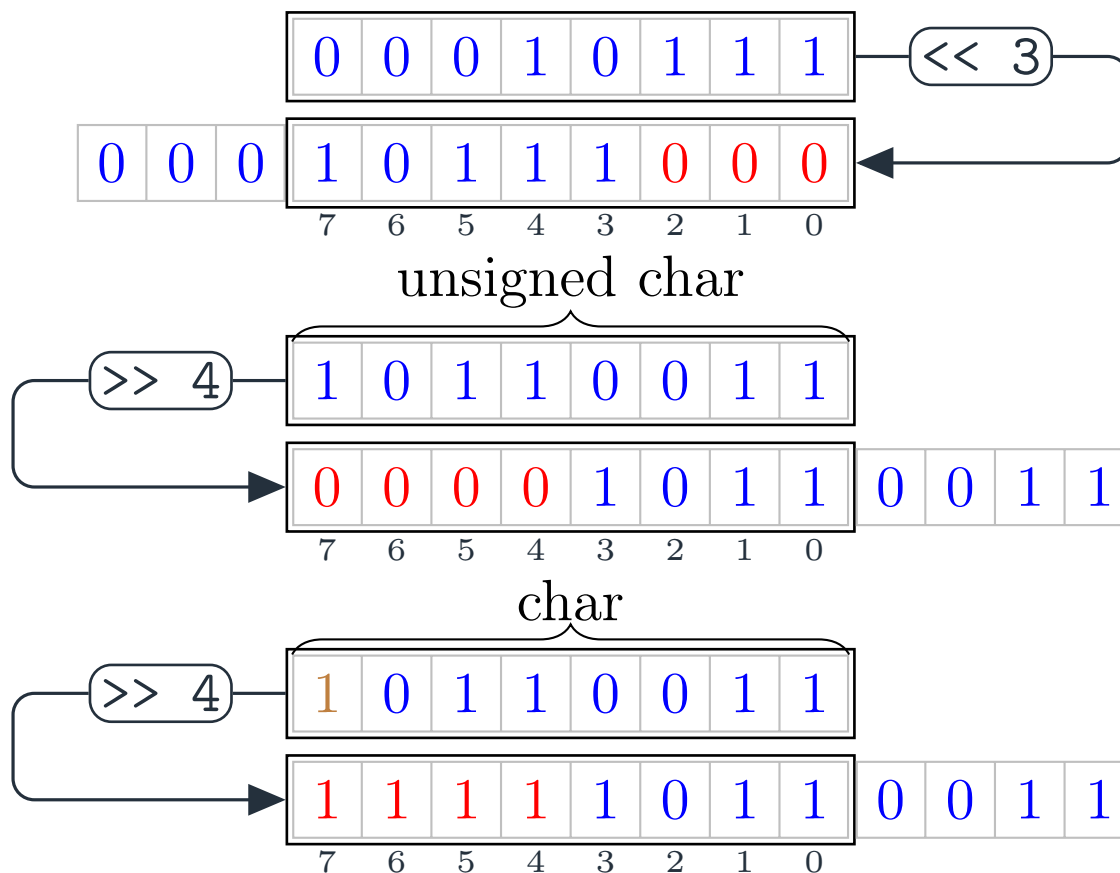 0 0 0 1 0 1 1 1 << 3
0 0 0 1 0 1 1 1 0 0 0
7 6 5 4 3 2 1 0
unsigned char
>> 4 1 0 1 1 0 0 1 1
0 0 0 0 1 0 1 1 0 0 1 1
7 6 5 4 3 2 1 0
char
>> 4 1 0 1 1 0 0 1 1
1 1 1 1 1 0 1 1 0 0 1 1
7 6 5 4 3 2 1 0